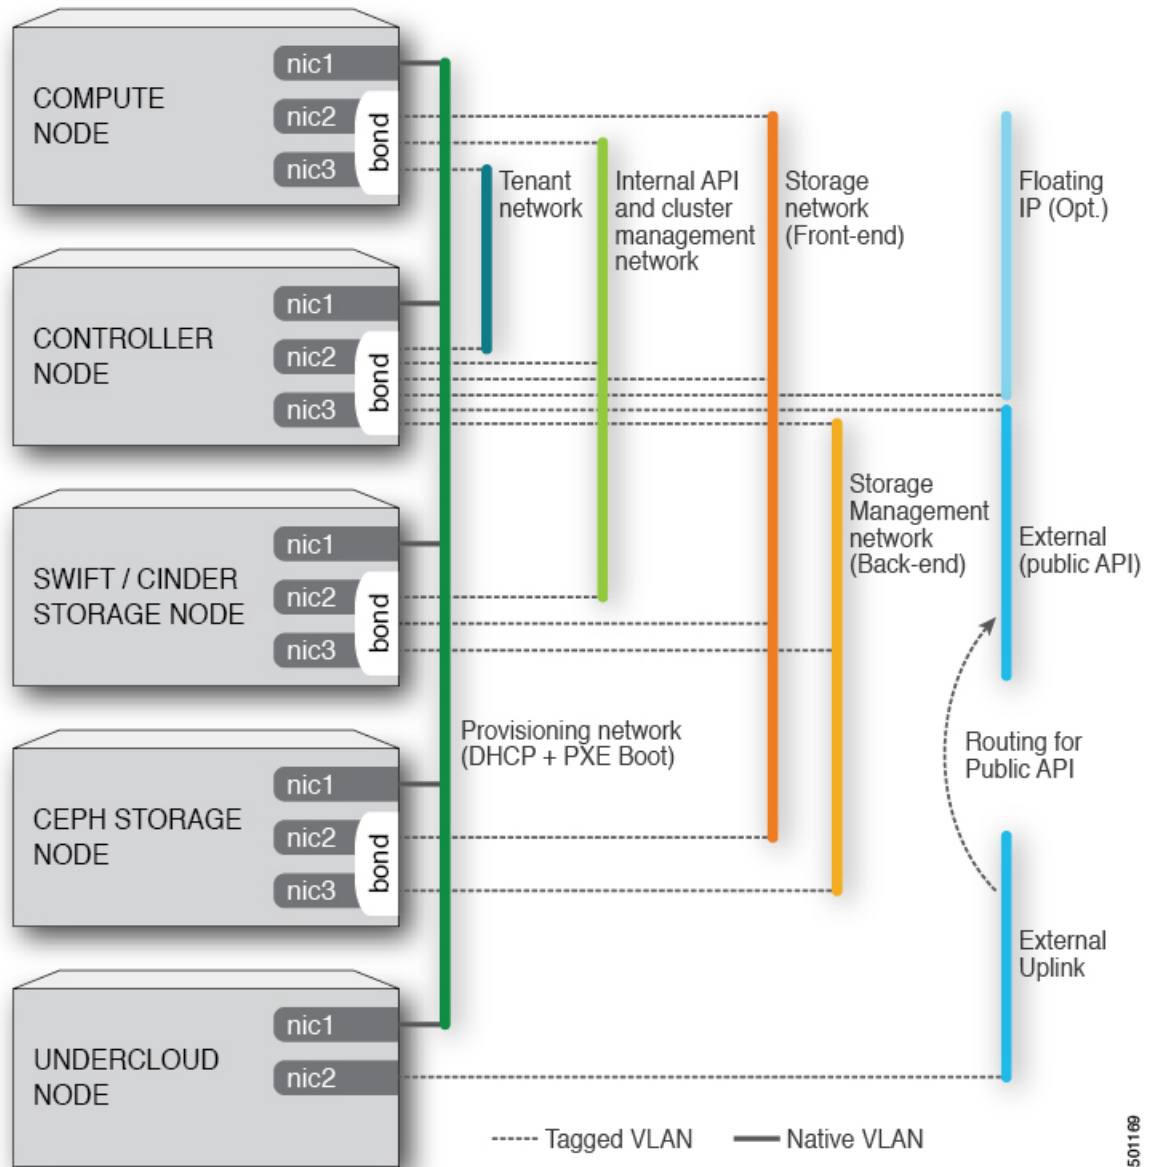 COMPUTE
NODE
nic1
nic2
nic3
bond
Tenant
network
Internal API
and cluster
management
network
Storage
network
(Front-end)
Floating
IP (Opt.)
CONTROLLER
NODE
nic1
nic2
nic3
bond
Storage
Management
network
(Back-end)
External
(public API)
SWIFT / CINDER
STORAGE NODE
nic1
nic2
nic3
bond
Provisioning network
(DHCP + PXE Boot)
Routing for
Public API
CEPH STORAGE
NODE
nic1
nic2
nic3
bond
External
Uplink
UNDERCLOUD
NODE
nic1
nic2
Tagged VLAN
Native VLAN
501169